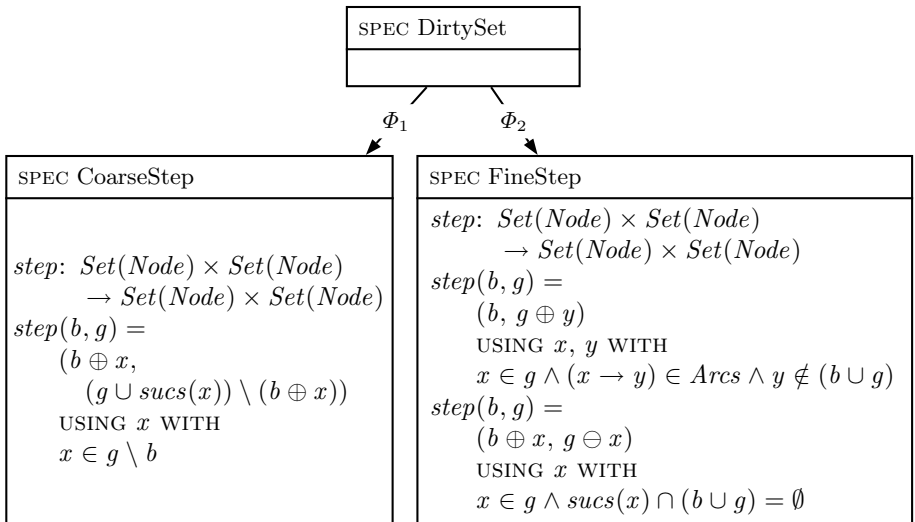 SPEC DirtySet
Φ₁
Φ₂
SPEC CoarseStep
step: Set(Node) × Set(Node)
→ Set(Node) × Set(Node)
step(b, g) =
(b ⊕ x,
(g ∪ sucs(x)) \ (b ⊕ x))
USING x WITH
x ∈ g \ b
SPEC FineStep
step: Set(Node) × Set(Node)
→ Set(Node) × Set(Node)
step(b, g) =
(b, g ⊕ y)
USING x, y WITH
x ∈ g ∧ (x → y) ∈ Arcs ∧ y ∉ (b ∪ g)
step(b, g) =
(b ⊕ x, g ⊖ x)
USING x WITH
x ∈ g ∧ sucs(x) ∩ (b ∪ g) = ∅